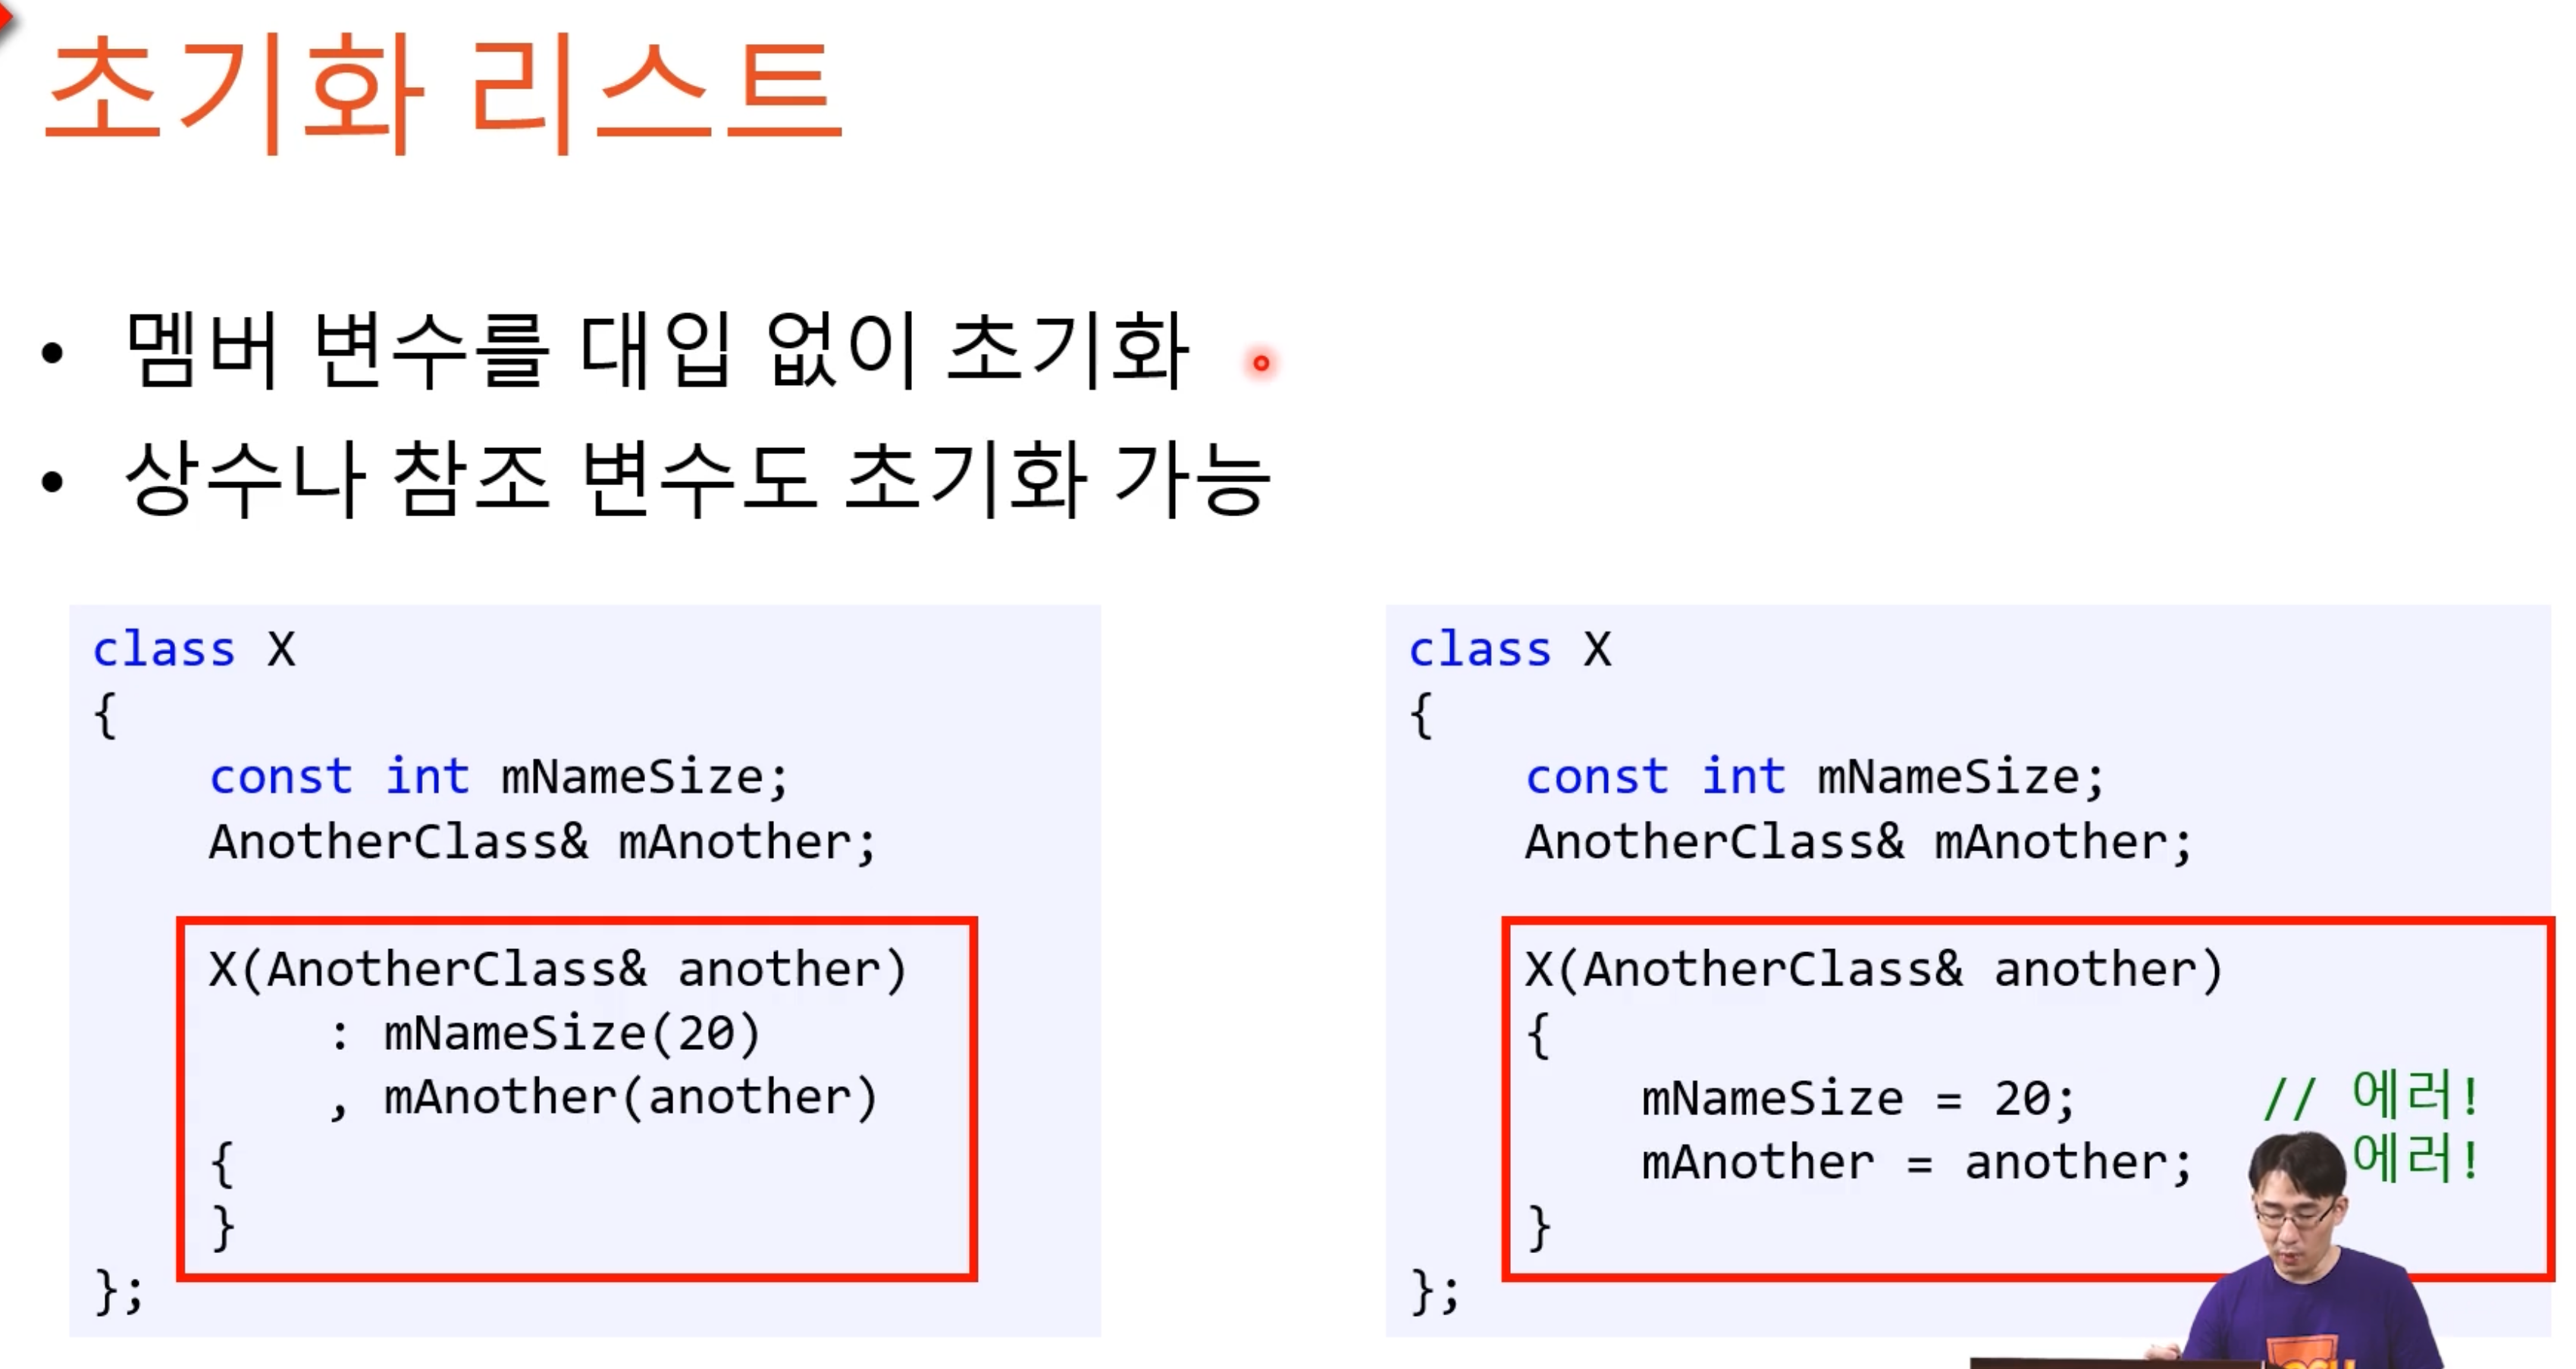 초기화 리스트
• 멤버 변수를 대입 없이 초기화
• 상수나 참조 변수도 초기화 가능
class X
{
    const int mNameSize;
    AnotherClass& mAnother;
    X(AnotherClass& another)
        : mNameSize(20)
        , mAnother(another)
    {
    }
};
class X
{
    const int mNameSize;
    AnotherClass& mAnother;
    X(AnotherClass& another)
    {
        mNameSize = 20; // 에러!
        mAnother = another; 에러!
    }
};